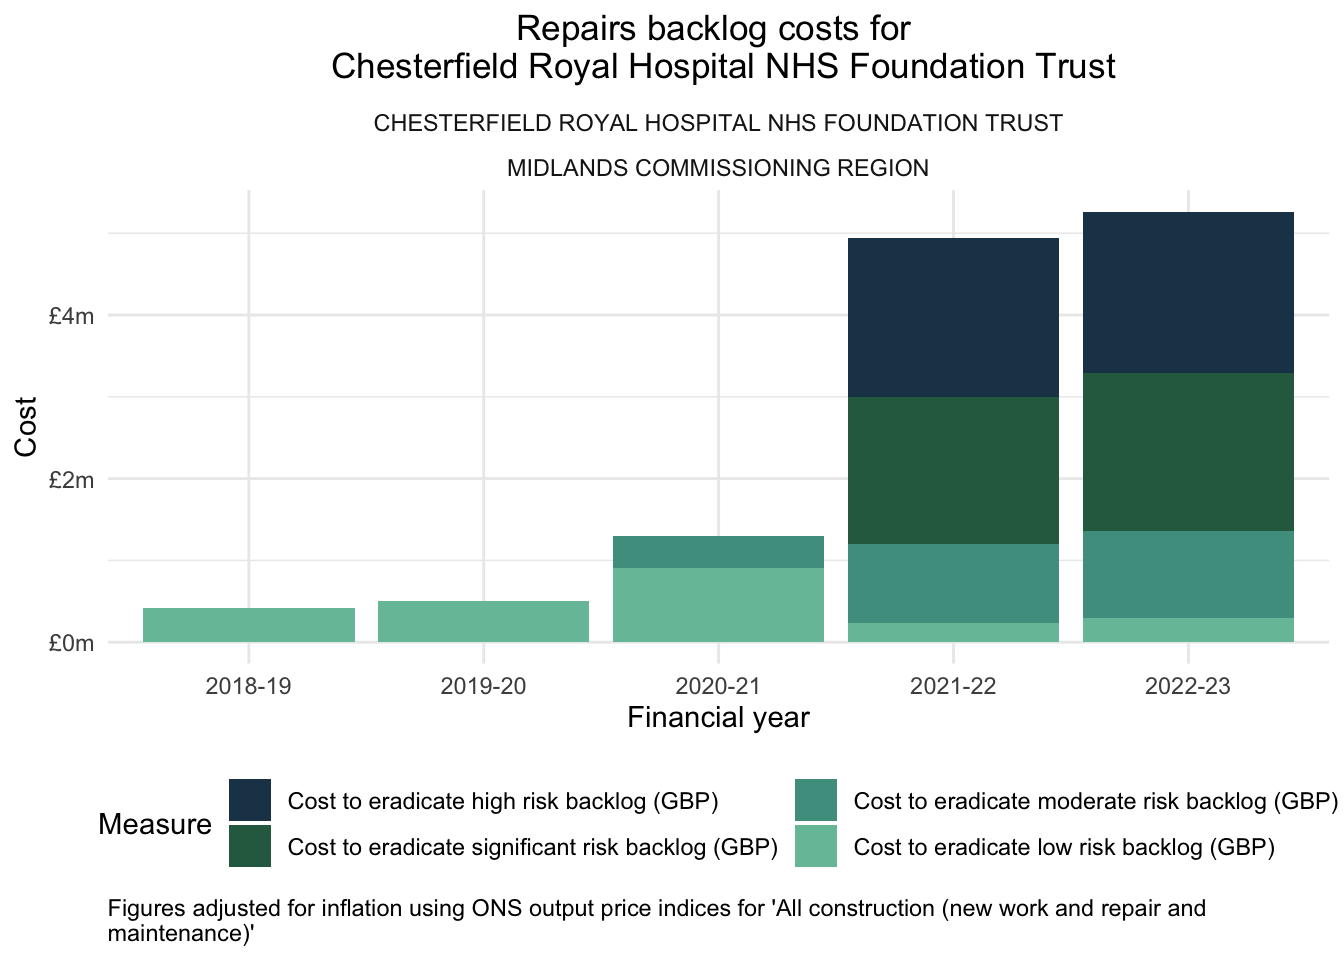 Repairs backlog costs for
Chesterfield Royal Hospital NHS Foundation Trust
CHESTERFIELD ROYAL HOSPITAL NHS FOUNDATION TRUST
MIDLANDS COMMISSIONING REGION
Cost
£4m
£2m
£0m
2018-19 2019-20 2020-21 2021-22 2022-23
Financial year
Measure
Cost to eradicate high risk backlog (GBP)
Cost to eradicate significant risk backlog (GBP)
Cost to eradicate moderate risk backlog (GBP)
Cost to eradicate low risk backlog (GBP)
Figures adjusted for inflation using ONS output price indices for 'All construction (new work and repair and
maintenance)'